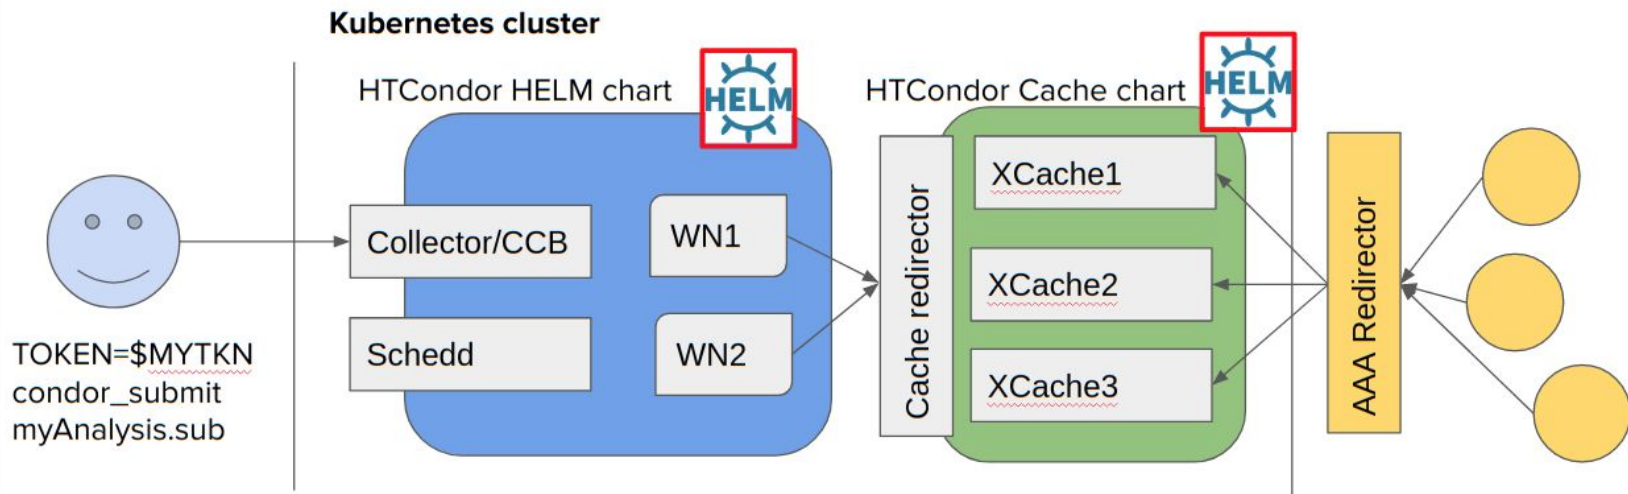 Kubernetes cluster
HTCondor HELM chart
HELM
HTCondor Cache chart
HELM
Collector/CCB
Schedd
WN1
WN2
Cache redirector
XCache1
XCache2
XCache3
AAA Redirector
TOKEN=$MYTKN
condor_submit
myAnalysis.sub